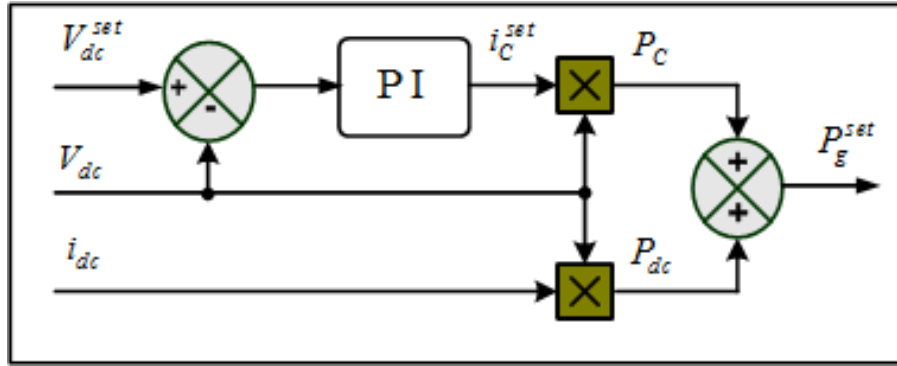 V_dc^set
+
-
PI
i_C^set
×
P_C
V_dc
+
+
P_g^set
i_dc
×
P_dc